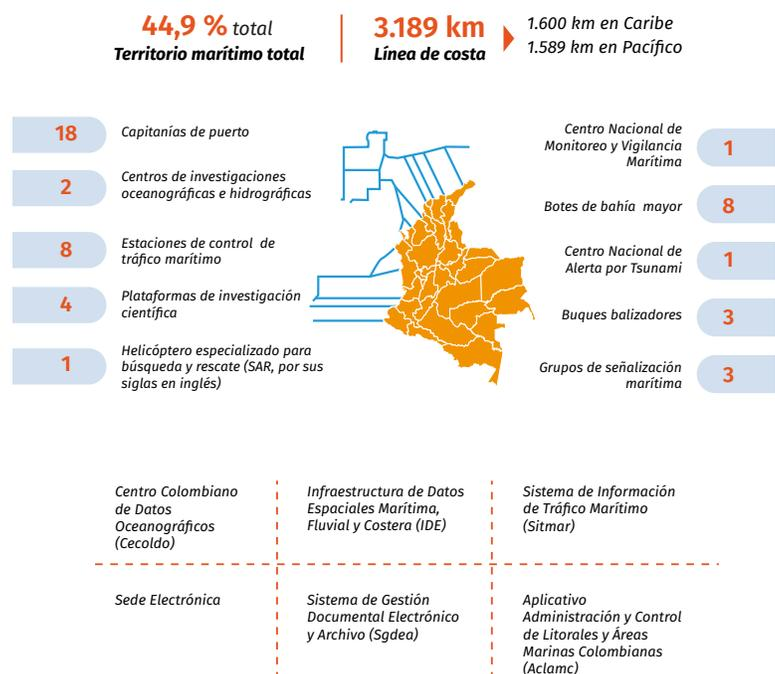 44,9 % total
Territorio marítimo total
3.189 km
Línea de costa
1.600 km en Caribe
1.589 km en Pacífico
18
Capitanías de puerto
2
Centros de investigaciones
oceanográficas e hidrográficas
8
Estaciones de control de
tráfico marítimo
4
Plataformas de investigación
científica
1
Helicóptero especializado para
búsqueda y rescate (SAR, por sus
siglas en inglés)
Centro Nacional de
Monitoreo y Vigilancia
Marítima
1
Botes de bahía mayor
8
Centro Nacional de
Alerta por Tsunami
1
Buques balizadores
3
Grupos de señalización
marítima
3
Centro Colombiano
de Datos
Oceanográficos
(Cecoldo)
Infraestructura de Datos
Espaciales Marítima,
Fluvial y Costera (IDE)
Sistema de Información
de Tráfico Marítimo
(Sitmar)
Sede Electrónica
Sistema de Gestión
Documental Electrónico
y Archivo (Sgdea)
Aplicativo
Administración y Control
de Litorales y Áreas
Marinas Colombianas
(Aclamc)